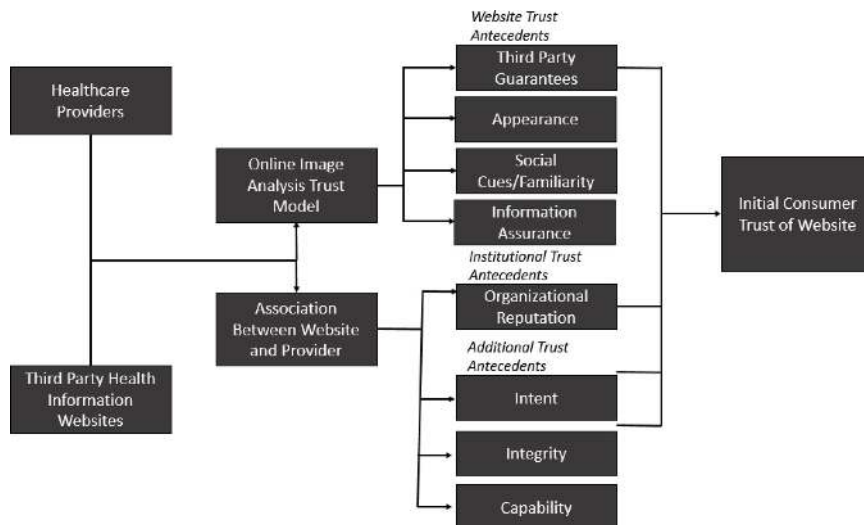 Website Trust
Antecedents
Third Party
Guarantees
Healthcare
Providers
Appearance
Online Image
Analysis Trust
Model
Social
Cues/Familiarity
Initial Consumer
Trust of Website
Information
Assurance
Institutional Trust
Antecedents
Association
Between Website
and Provider
Organizational
Reputation
Additional Trust
Antecedents
Third Party Health
Information
Websites
Intent
Integrity
Capability